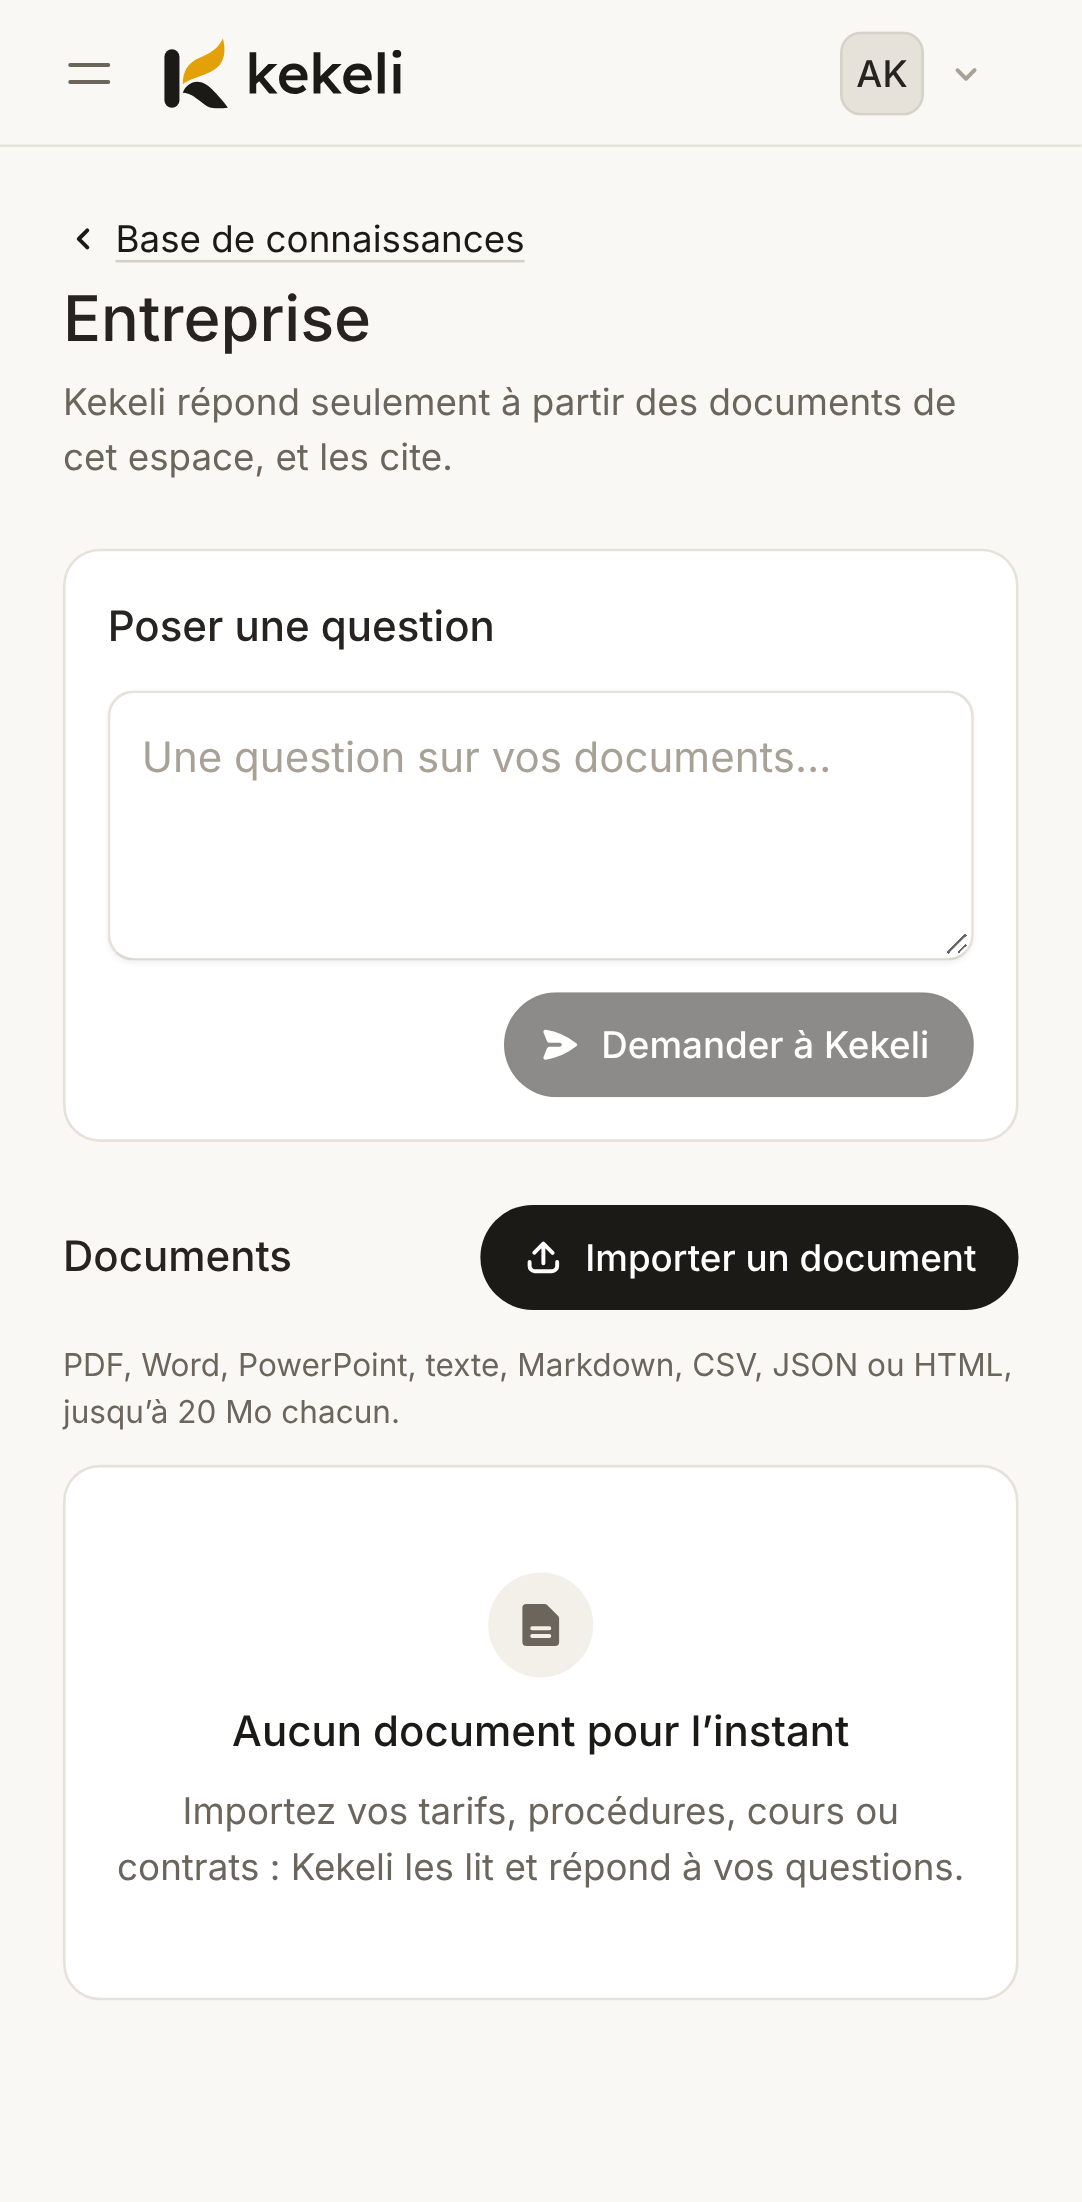 kekeli
AK
Base de connaissances
Entreprise
Kekeli répond seulement à partir des documents de
cet espace, et les cite.
Poser une question
Une question sur vos documents...
Demander à Kekeli
Documents
Importer un document
PDF, Word, PowerPoint, texte, Markdown, CSV, JSON ou HTML,
jusqu’à 20 Mo chacun.
Aucun document pour l’instant
Importez vos tarifs, procédures, cours ou
contrats : Kekeli les lit et répond à vos questions.